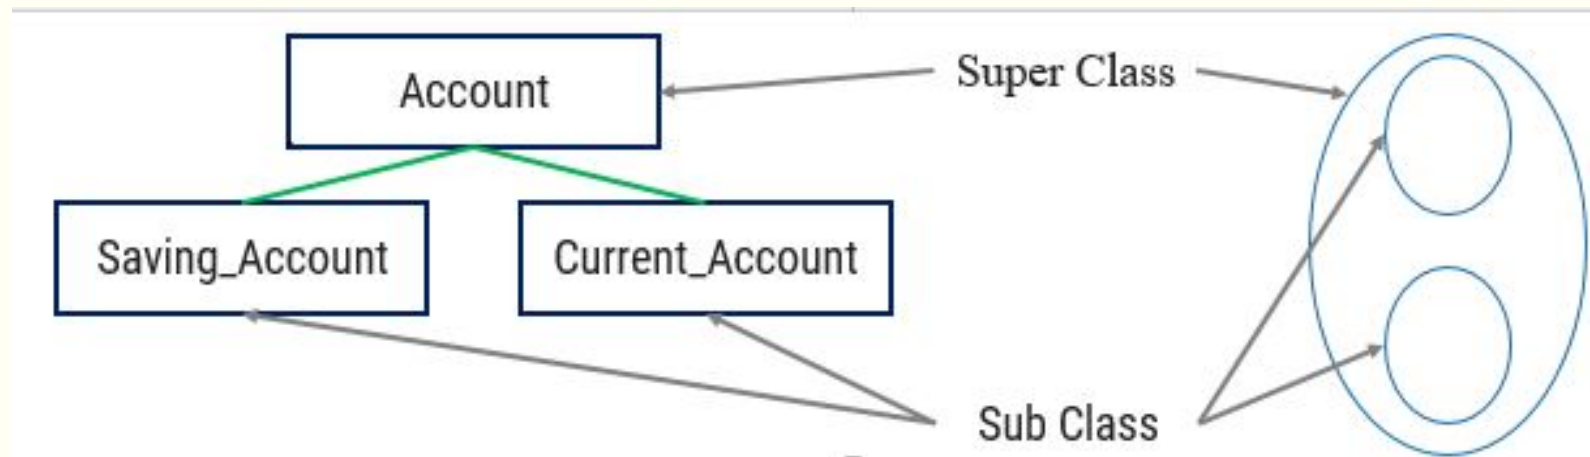 Account
Super Class
Saving_Account
Current_Account
Sub Class